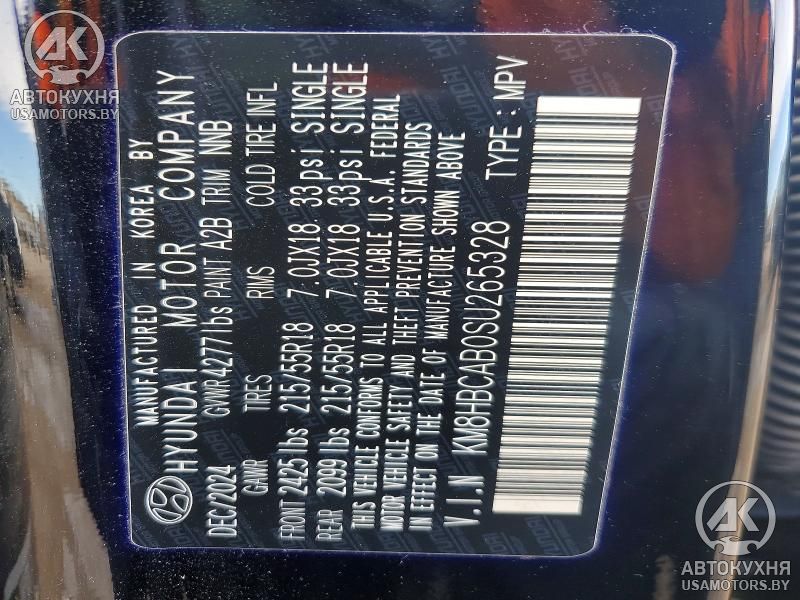 MANUFACTURED IN KOREA BY
HYUNDAI MOTOR COMPANY
DEC/2024 GVWR 4277lbs PAINT A2B TRIM NNB
GAWR TIRES RIMS COLD TIRE INFL
FRONT 2425 lbs 215/55R18 7.0JX18 33psi SINGLE
REAR 2099 lbs 215/55R18 7.0JX18 33psi SINGLE
THIS VEHICLE CONFORMS TO ALL APPLICABLE U.S.A. FEDERAL
MOTOR VEHICLE SAFETY AND THEFT PREVENTION STANDARDS
IN EFFECT ON THE DATE OF MANUFACTURE SHOWN ABOVE
V.I.N KM8HBCAB0SU265328 TYPE : MPV
АК
АВТОКУХНЯ
USAMOTORS.BY
АК
АВТОКУХНЯ
USAMOTORS.BY